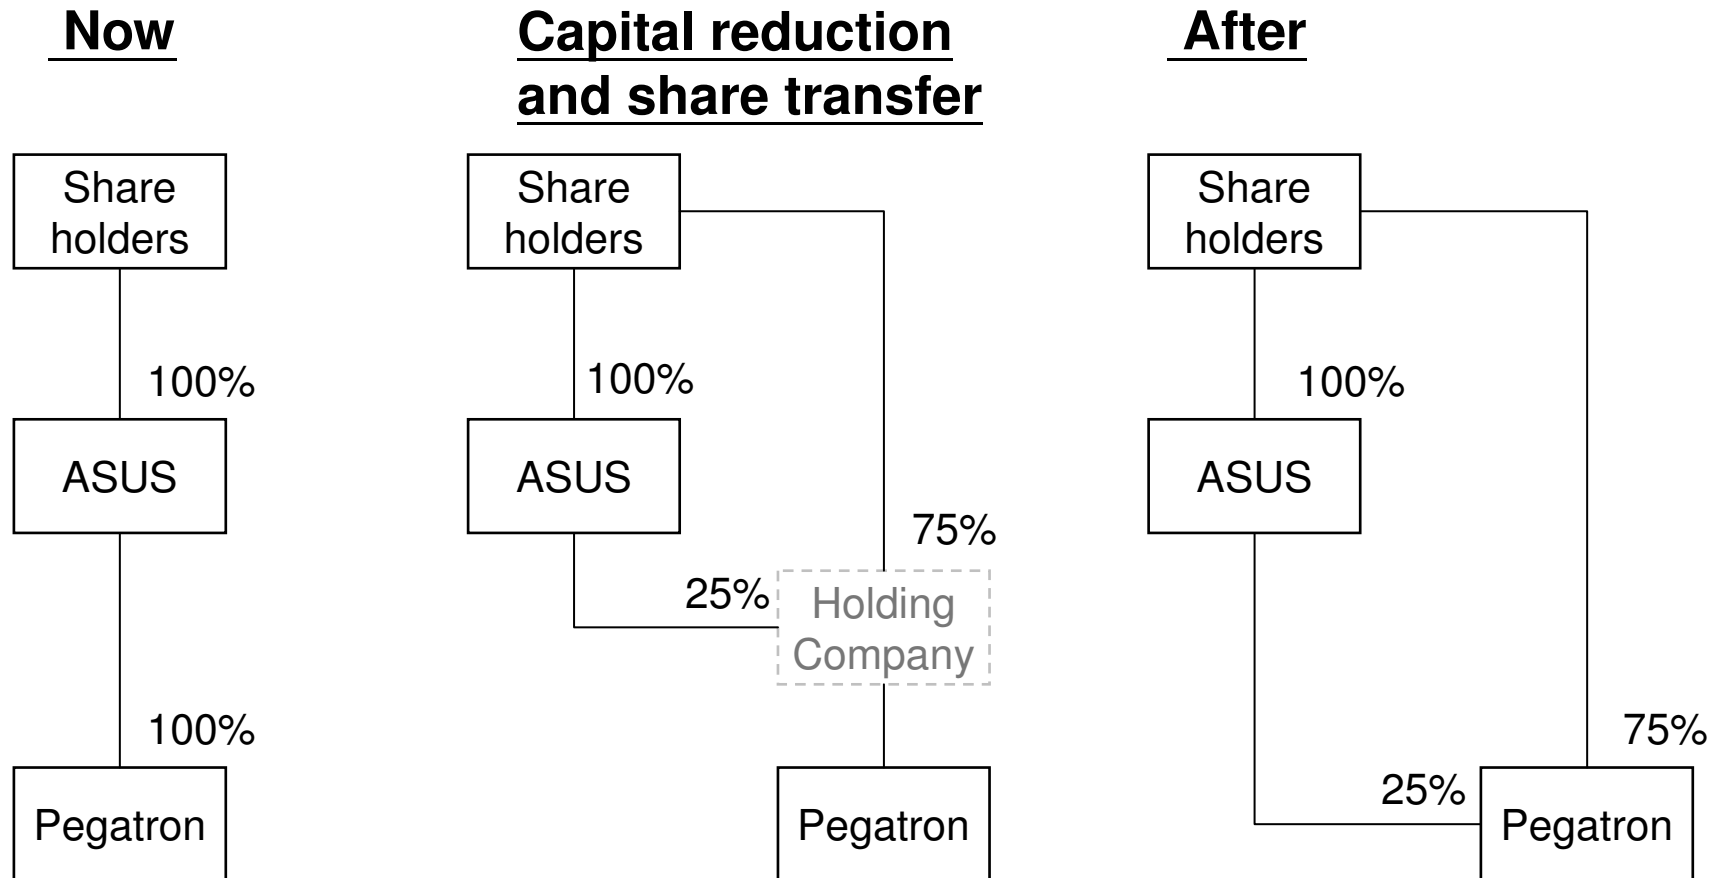 Now
Share
holders
100%
ASUS
100%
Pegatron
Capital reduction
and share transfer
Share
holders
100%
ASUS
75%
25%
Holding
Company
Pegatron
After
Share
holders
100%
ASUS
75%
25%
Pegatron